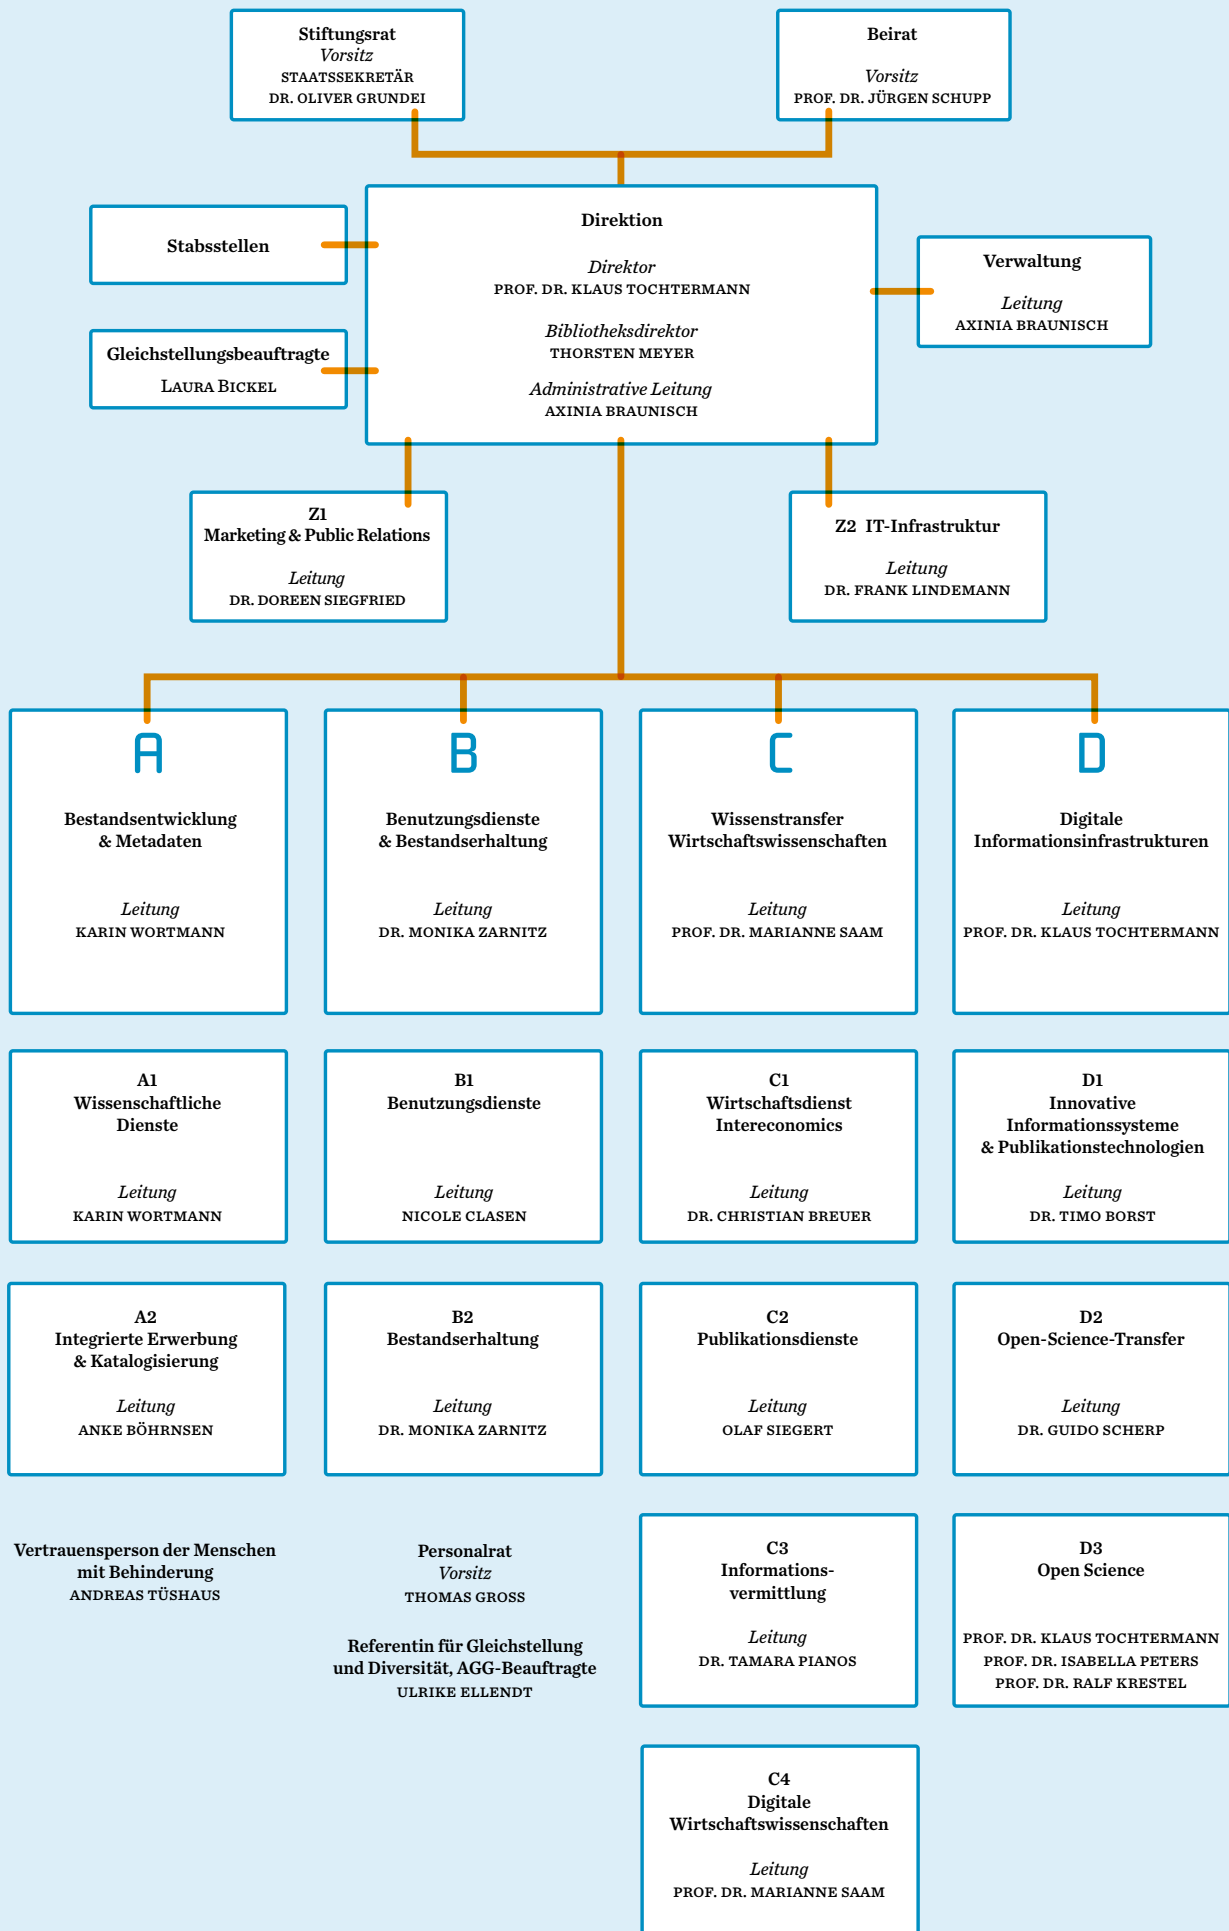 Stiftungsrat
Vorsitz
STAATSSEKRETÄR
DR. OLIVER GRUNDEI
Beirat
Vorsitz
PROF. DR. JÜRGEN SCHUPP
Direktion
Direktor
PROF. DR. KLAUS TOCHTERMANN
Bibliotheksdirektor
THORSTEN MEYER
Administrative Leitung
AXINIA BRAUNISCH
Stabsstellen
Gleichstellungsbeauftragte
LAURA BICKEL
Verwaltung
Leitung
AXINIA BRAUNISCH
Z1
Marketing & Public Relations
Leitung
DR. DOREEN SIEGFRIED
Z2 IT-Infrastruktur
Leitung
DR. FRANK LINDEMANN
A
Bestandsentwicklung
& Metadaten
Leitung
KARIN WORTMANN
B
Benutzungsdienste
& Bestandserhaltung
Leitung
DR. MONIKA ZARNITZ
C
Wissenstransfer
Wirtschaftswissenschaften
Leitung
PROF. DR. MARIANNE SAAM
D
Digitale
Informationsinfrastrukturen
Leitung
PROF. DR. KLAUS TOCHTERMANN
A1
Wissenschaftliche
Dienste
Leitung
KARIN WORTMANN
B1
Benutzungsdienste
Leitung
NICOLE CLASEN
C1
Wirtschaftsdienst
Intereconomics
Leitung
DR. CHRISTIAN BREUER
D1
Innovative
Informationssysteme
& Publikationstechnologien
Leitung
DR. TIMO BORST
A2
Integrierte Erwerbung
& Katalogisierung
Leitung
ANKE BÖHRNSEN
B2
Bestandserhaltung
Leitung
DR. MONIKA ZARNITZ
C2
Publikationsdienste
Leitung
OLAF SIEGERT
D2
Open-Science-Transfer
Leitung
DR. GUIDO SCHERP
Vertrauensperson der Menschen
mit Behinderung
ANDREAS TÜSHAUS
Personalrat
Vorsitz
THOMAS GROSS
Referentin für Gleichstellung
und Diversität, AGG-Beauftragte
ULRIKE ELLENDT
C3
Informations-
vermittlung
Leitung
DR. TAMARA PIANOS
D3
Open Science
PROF. DR. KLAUS TOCHTERMANN
PROF. DR. ISABELLA PETERS
PROF. DR. RALF KRESTEL
C4
Digitale
Wirtschaftswissenschaften
Leitung
PROF. DR. MARIANNE SAAM